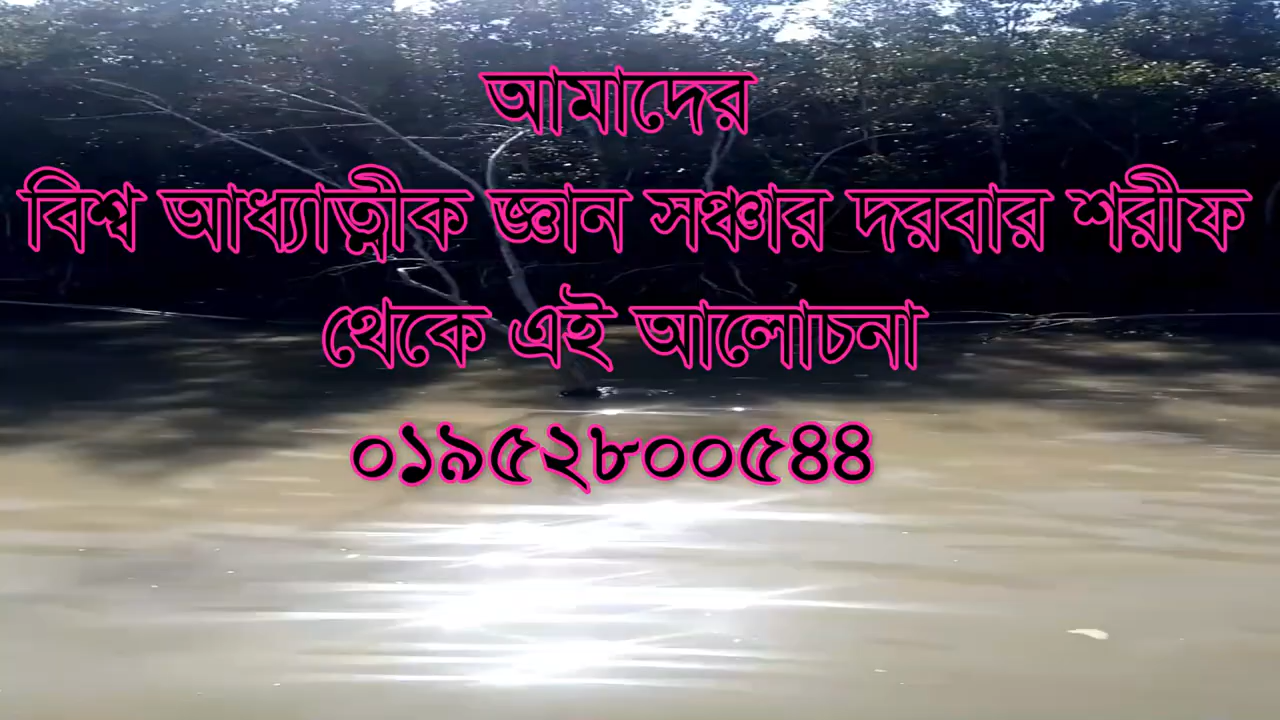 আমাদের
বিশ্ব আধ্যাত্নীক জ্ঞান সঞ্চার দরবার শরীফ
থেকে এই আলোচনা
০১৯৫২৮০০৫৪৪